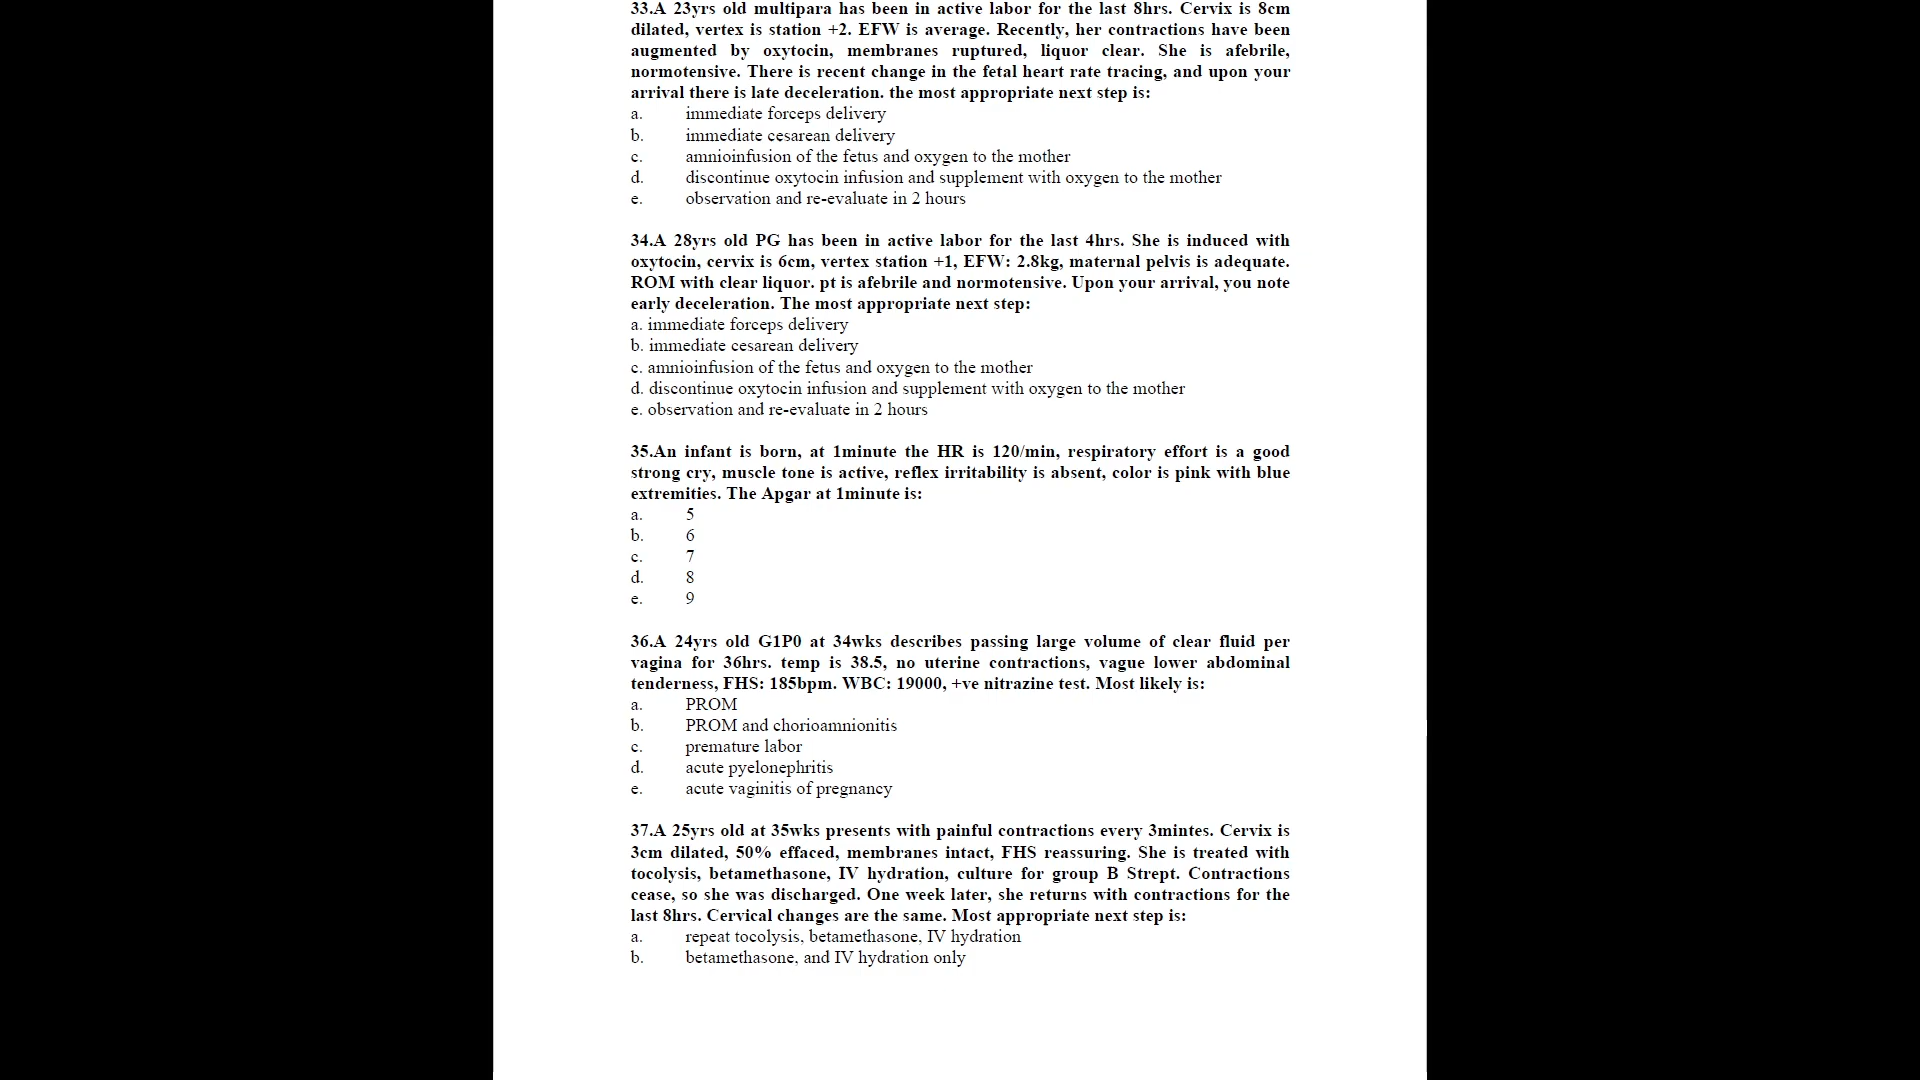 33.A 23yrs old multipara has been in active labor for the last 8hrs. Cervix is 8cm
dilated, vertex is station +2. EFW is average. Recently, her contractions have been
augmented by oxytocin, membranes ruptured, liquor clear. She is afebrile,
normotensive. There is recent change in the fetal heart rate tracing, and upon your
arrival there is late deceleration. the most appropriate next step is:
a. immediate forceps delivery
b. immediate cesarean delivery
c. amnioinfusion of the fetus and oxygen to the mother
d. discontinue oxytocin infusion and supplement with oxygen to the mother
e. observation and re-evaluate in 2 hours
34.A 28yrs old PG has been in active labor for the last 4hrs. She is induced with
oxytocin, cervix is 6cm, vertex station +1, EFW: 2.8kg, maternal pelvis is adequate.
ROM with clear liquor. pt is afebrile and normotensive. Upon your arrival, you note
early deceleration. The most appropriate next step:
a. immediate forceps delivery
b. immediate cesarean delivery
c. amnioinfusion of the fetus and oxygen to the mother
d. discontinue oxytocin infusion and supplement with oxygen to the mother
e. observation and re-evaluate in 2 hours
35.An infant is born, at 1minute the HR is 120/min, respiratory effort is a good
strong cry, muscle tone is active, reflex irritability is absent, color is pink with blue
extremities. The Apgar at 1minute is:
a. 5
b. 6
c. 7
d. 8
e. 9
36.A 24yrs old G1P0 at 34wks describes passing large volume of clear fluid per
vagina for 36hrs. temp is 38.5, no uterine contractions, vague lower abdominal
tenderness, FHS: 185bpm. WBC: 19000, +ve nitrazine test. Most likely is:
a. PROM
b. PROM and chorioamnionitis
c. premature labor
d. acute pyelonephritis
e. acute vaginitis of pregnancy
37.A 25yrs old at 35wks presents with painful contractions every 3mintes. Cervix is
3cm dilated, 50% effaced, membranes intact, FHS reassuring. She is treated with
tocolysis, betamethasone, IV hydration, culture for group B Strept. Contractions
cease, so she was discharged. One week later, she returns with contractions for the
last 8hrs. Cervical changes are the same. Most appropriate next step is:
a. repeat tocolysis, betamethasone, IV hydration
b. betamethasone, and IV hydration only